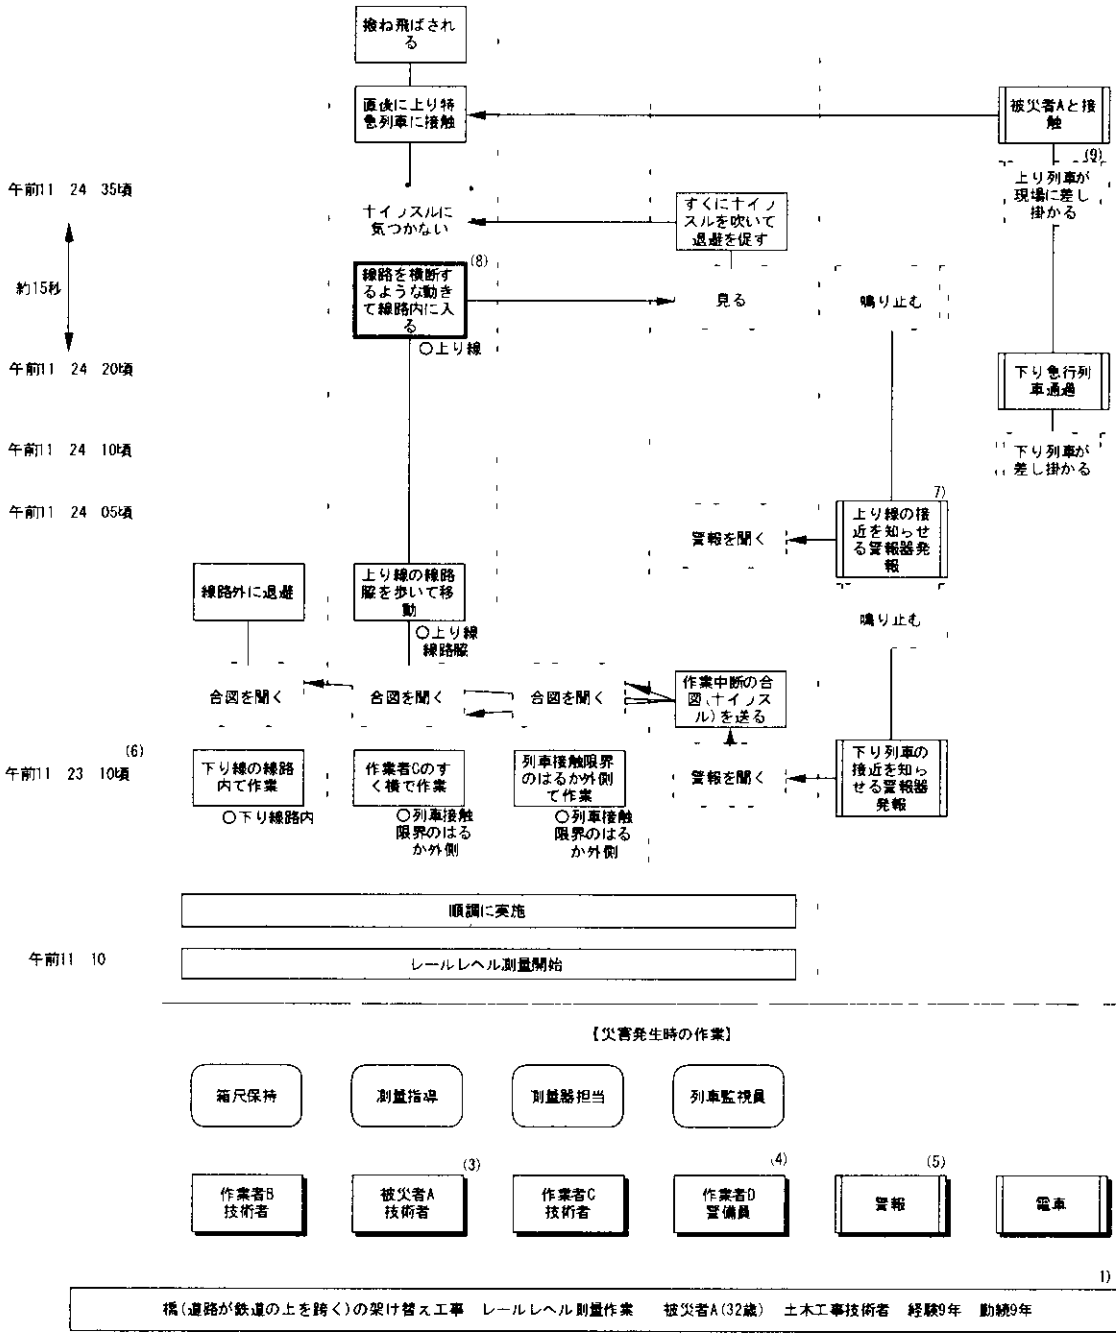 撥ね飛ばされ
る
直後に上り特
急列車に接触
被災者Aと接
触
(9)
午前11 24 35頃
ナイフスルに
気つかない
すくにナイフ
スルを吹いて
退避を促す
上り列車が
現場に差し
掛かる
約15秒
(8)
線路を横断す
るような動き
て線路内に入
る
見る
鳴り止む
○上り線
午前11 24 20頃
下り急行列
車通過
午前11 24 10頃
下り列車が
差し掛かる
午前11 24 05頃
7)
上り線の接
近を知らせ
る警報器発
報
警報を聞く
線路外に退避
上り線の線路
脇を歩いて移
動
鳴り止む
○上り線
線路脇
合図を聞く
合図を聞く
合図を聞く
作業中断の合
図(ナイフス
ル)を送る
(6)
午前11 23 10頃
下り線の線路
内て作業
作業者Cのす
く横で作業
列車接触限界
のはるか外側
て作業
警報を聞く
下り列車の
接近を知ら
せる警報器
発報
○下り線路内
○列車接触
限界のはる
か外側
○列車接触
限界のはる
か外側
順調に実施
午前11 10
レールレヘル測量開始
【災害発生時の作業】
箱尺保持
測量指導
測量器担当
列車監視員
(3)
(4)
(5)
作業者B
技術者
被災者A
技術者
作業者C
技術者
作業者D
警備員
警報
電車
1)
橋(道路が鉄道の上を跨く)の架け替え工事 レールレヘル測量作業 被災者A(32歳) 土木工事技術者 経験9年 勤続9年